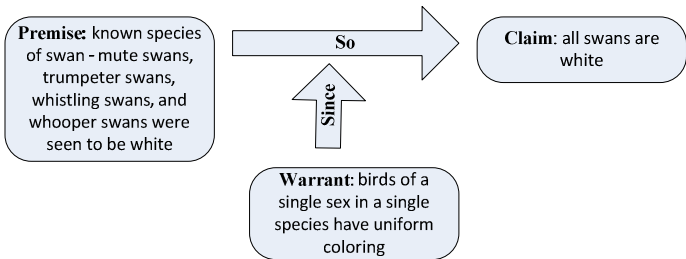 Premise: known species
of swan - mute swans,
trumpeter swans,
whistling swans, and
whooper swans were
seen to be white
So
Claim: all swans are
white
Since
Warrant: birds of a
single sex in a single
species have uniform
coloring